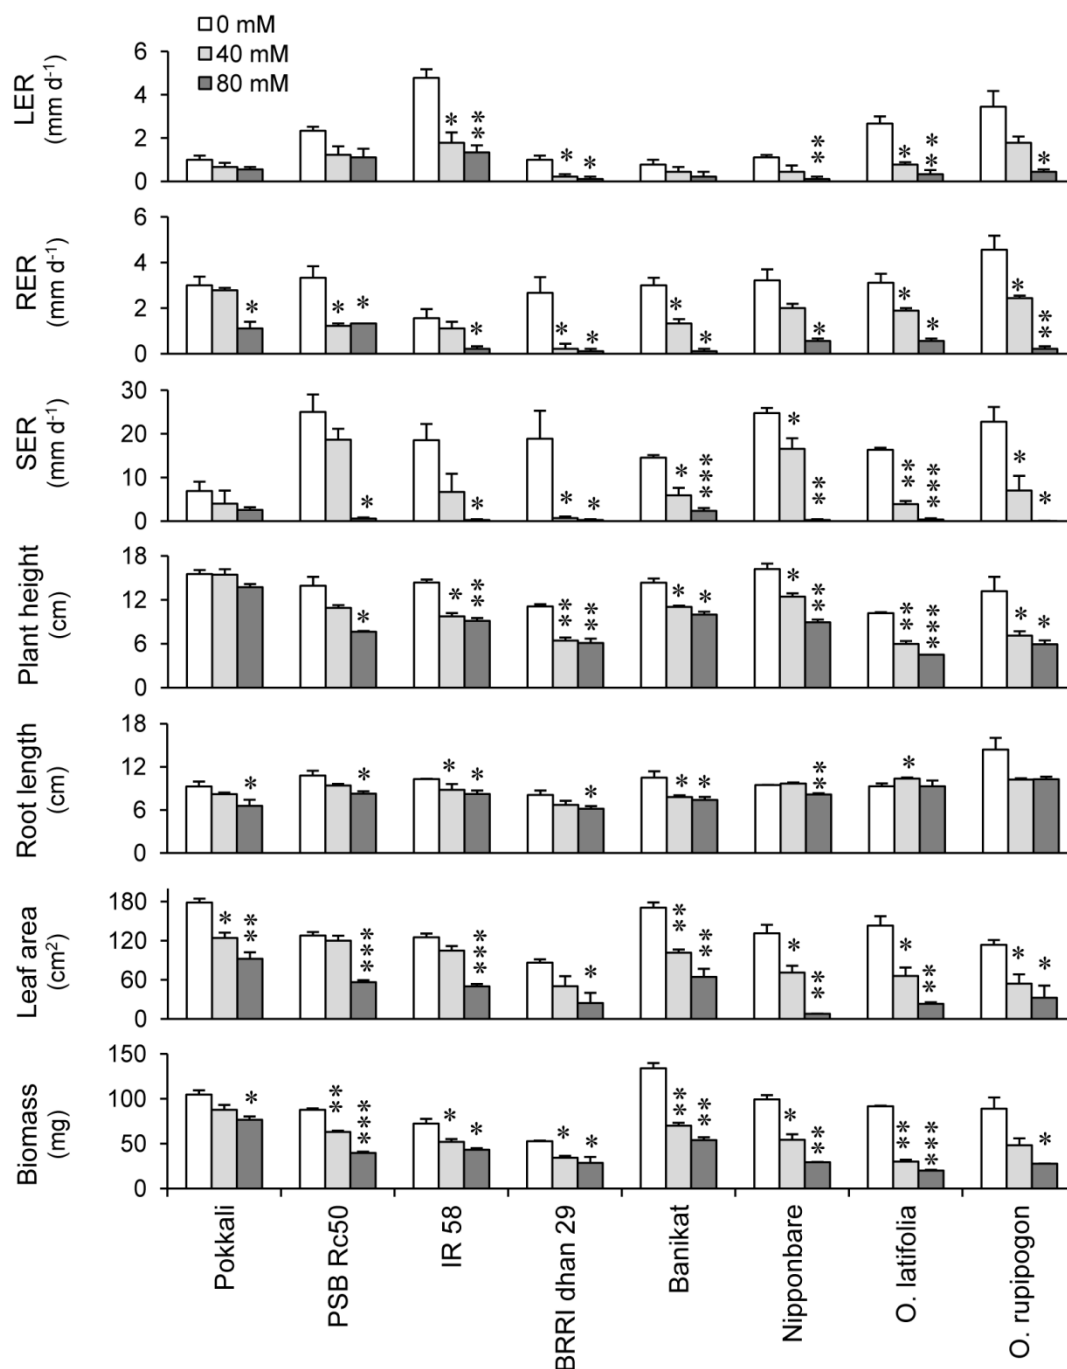 0 mM
40 mM
80 mM
LER
(mm d⁻¹)
6
4
2
0
* ** * * ** * ** *
RER
(mm d⁻¹)
6
4
2
0
* * * * * * * * * * * * **
SER
(mm d⁻¹)
30
20
10
0
* * * * * *** * ** ** *** * *
Plant height
(cm)
18
12
6
0
* * ** ** ** * * * ** ** *** * *
Root length
(cm)
18
12
6
0
* * * * * * * ** *
Leaf area
(cm²)
180
120
60
0
* ** *** *** * ** ** * ** * ** * *
Biomass
(mg)
150
100
50
0
* ** *** * * * * ** ** * ** ** *** *
Pokkali
PSB Rc50
IR 58
BRRI dhan 29
Banikat
Nipponbare
O. latifolia
O. rupipogon